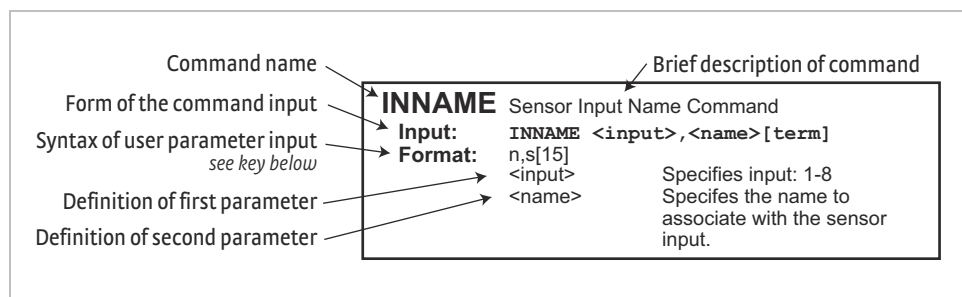 Command name
Brief description of command
INNAME Sensor Input Name Command
Form of the command input
Input: INNAME <input>,<name>[term]
Syntax of user parameter input
see key below
Format: n,s[15]
<input> Specifies input: 1-8
Definition of first parameter
<name> Specifes the name to
associate with the sensor
input.
Definition of second parameter